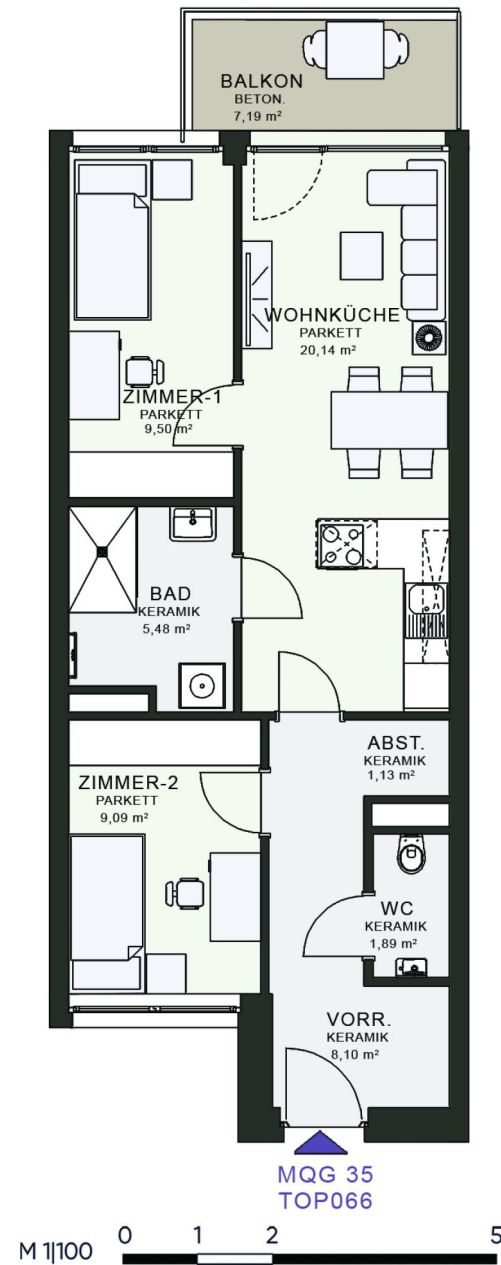 BALKON
BETON.
7,19 m²
WOHNKÜCHE
PARKETT
20,14 m²
ZIMMER-1
PARKETT
9,50 m²
BAD
KERAMIK
5,48 m²
ABST.
KERAMIK
1,13 m²
ZIMMER-2
PARKETT
9,09 m²
WC
KERAMIK
1,89 m²
VORR.
KERAMIK
8,10 m²
MQG 35
TOP066
M 1|100 0 1 2 5